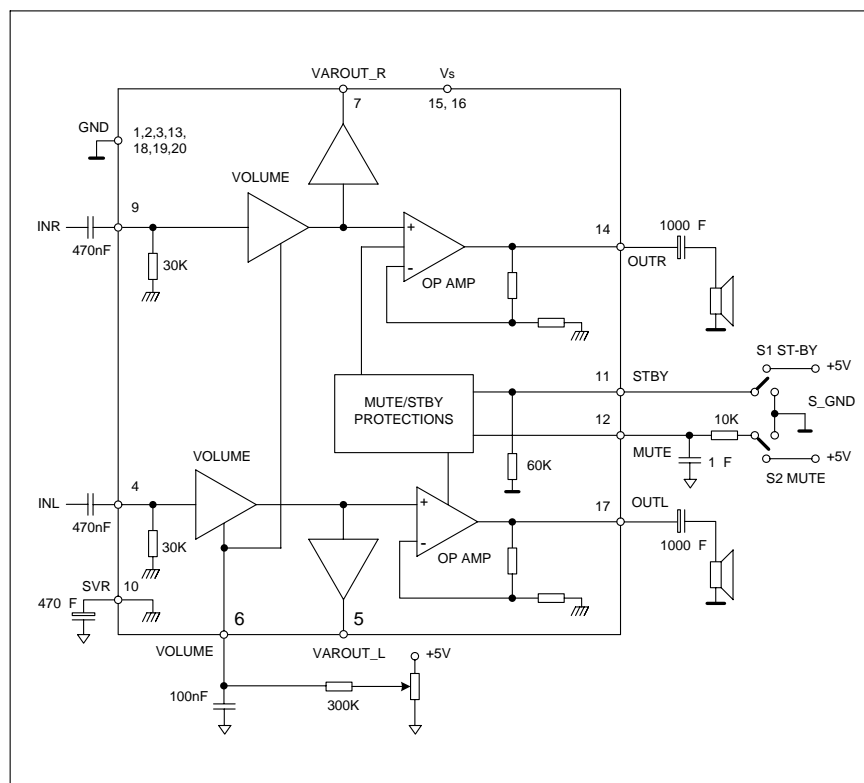 VAROUT_R
Vs
7
15, 16
GND
1,2,3,13,
18,19,20
VOLUME
9
INR
470nF
30K
+
-
OP AMP
14
1000 F
OUTR
S1 ST-BY
+5V
11
STBY
MUTE/STBY
PROTECTIONS
S_GND
12
10K
MUTE
1 F
+5V
S2 MUTE
60K
VOLUME
4
INL
470nF
30K
+
-
OP AMP
17
OUTL
1000 F
SVR
10
470 F
6
5
VOLUME
VAROUT_L
+5V
100nF
300K